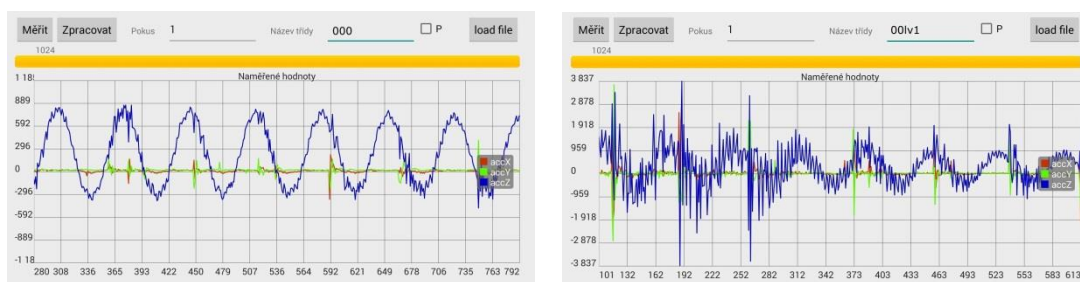 Měřit Zpracovat Pokus 1 Název třídy 000 P load file
1024
Naměřené hodnoty
1 18
889
592
296
0
-296
-592
-889
-1 18
accX
accY
accZ
280 308 336 365 393 422 450 479 507 536 564 592 621 649 678 706 735 763 792
Měřit Zpracovat Pokus 1 Název třídy 00lv1 P load file
1024
Naměřené hodnoty
3 837
2 878
1 918
959
0
-959
-1 918
-2 878
-3 837
accX
accY
accZ
101 132 162 192 222 252 282 312 342 373 403 433 463 493 523 553 583 613